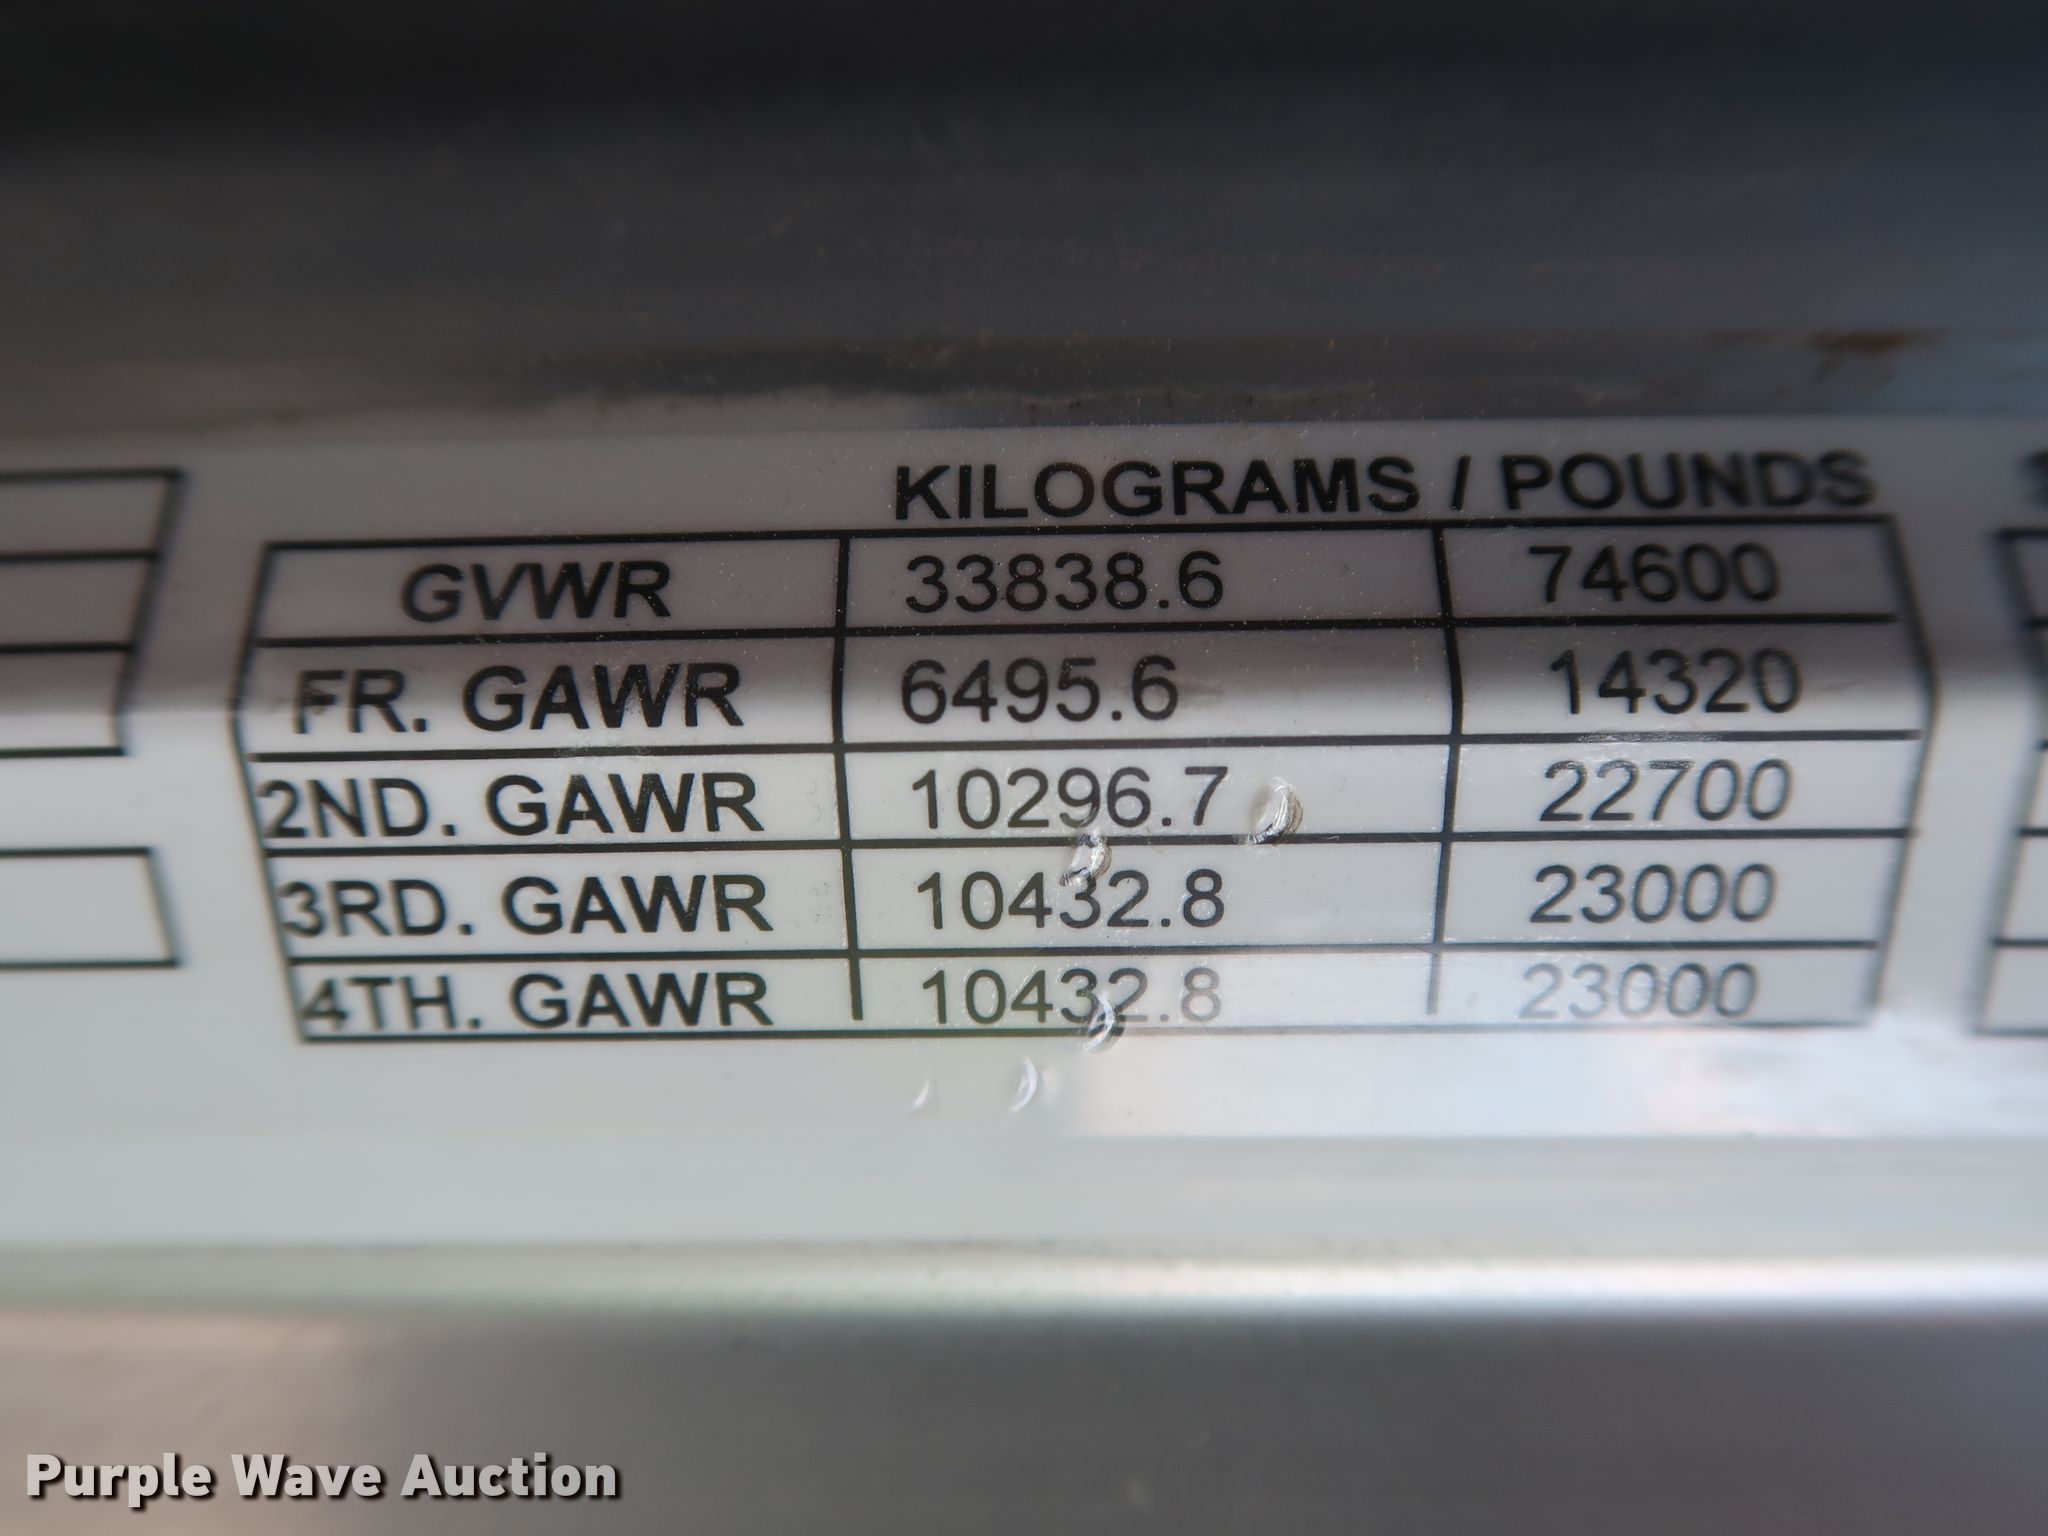 KILOGRAMS / POUNDS
GVWR 33838.6 74600
FR. GAWR 6495.6 14320
2ND. GAWR 10296.7 22700
3RD. GAWR 10432.8 23000
4TH. GAWR 10432.8 23000
Purple Wave Auction